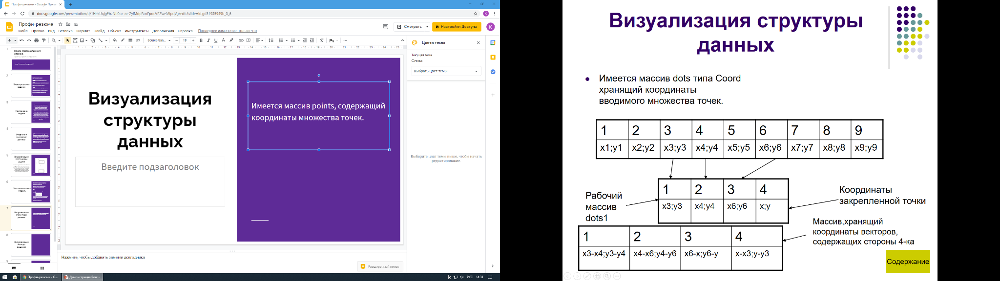 Профи-резюме - Google Презе
docs.google.com/presentation/d/1HekUujgEbzNb0oz-ar-ZyIMdpRsoFpocVRZweMipqVg/edit#slide=id.gd31935949b_0_6
Профи-резюме
Смотреть
Настройки Доступа
K
Файл Правка Вид Вставка Формат Слайд Объект Инструменты Дополнения Справка Последнее изменение: только что
Source San...
18
Цвета темы
Текущая тема
Слива
Выбрать цвет темы
Выберите цвет темы выше, чтобы начать
редактирование.
1
Поиск самого длинного
отрезка
2
Этапы решения
задачи
3
Постановка
задачи
4
Входные и
выходные
данные
5
Визуализация
постановки
задачи
6
Математическая
модель
7
Визуализация
структуры
данных
8
Визуализация
метода
решения
9
Визуализация
структуры
данных
Введите подзаголовок
Имеется массив points, содержащий
координаты множества точек.
Нажмите, чтобы добавить заметки докладчика
Расширенный поиск
Профи-резюме - G...
Демонстрация Pow...
РУС
14:33
Визуализация структуры
данных
Имеется массив dots типа Coord
хранящий координаты
вводимого множества точек.
1 2 3 4 5 6 7 8 9
x1;y1 x2;y2 x3;y3 x4;y4 x5;y5 x6;y6 x7;y7 x8;y8 x9;y9
Рабочий
массив
dots1
1 2 3 4
x3;y3 x4;y4 x6;y6 x;y
Координаты
закрепленной точки
Массив,хранящий
координаты векторов,
содержащих стороны 4-ка
1 2 3 4
x3-x4;y3-y4 x4-x6;y4-y6 x6-x;y6-y x-x3;y-y3
Содержание